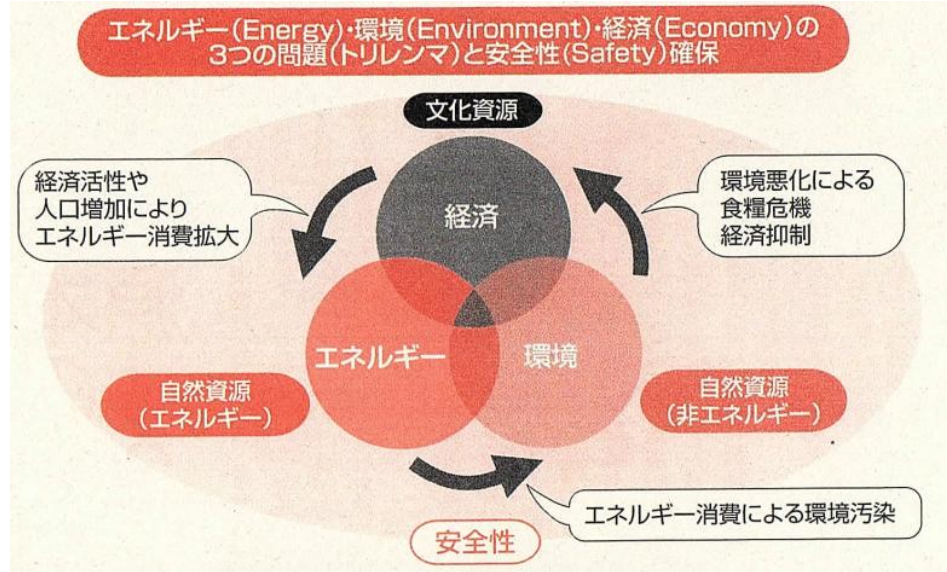 エネルギー(Energy)・環境(Environment)・経済(Economy)の
3つの問題(トリレンマ)と安全性(Safety)確保
文化資源
経済活性や
人口増加により
エネルギー消費拡大
環境悪化による
食糧危機
経済抑制
経済
エネルギー
環境
自然資源
(エネルギー)
自然資源
(非エネルギー)
エネルギー消費による環境汚染
安全性